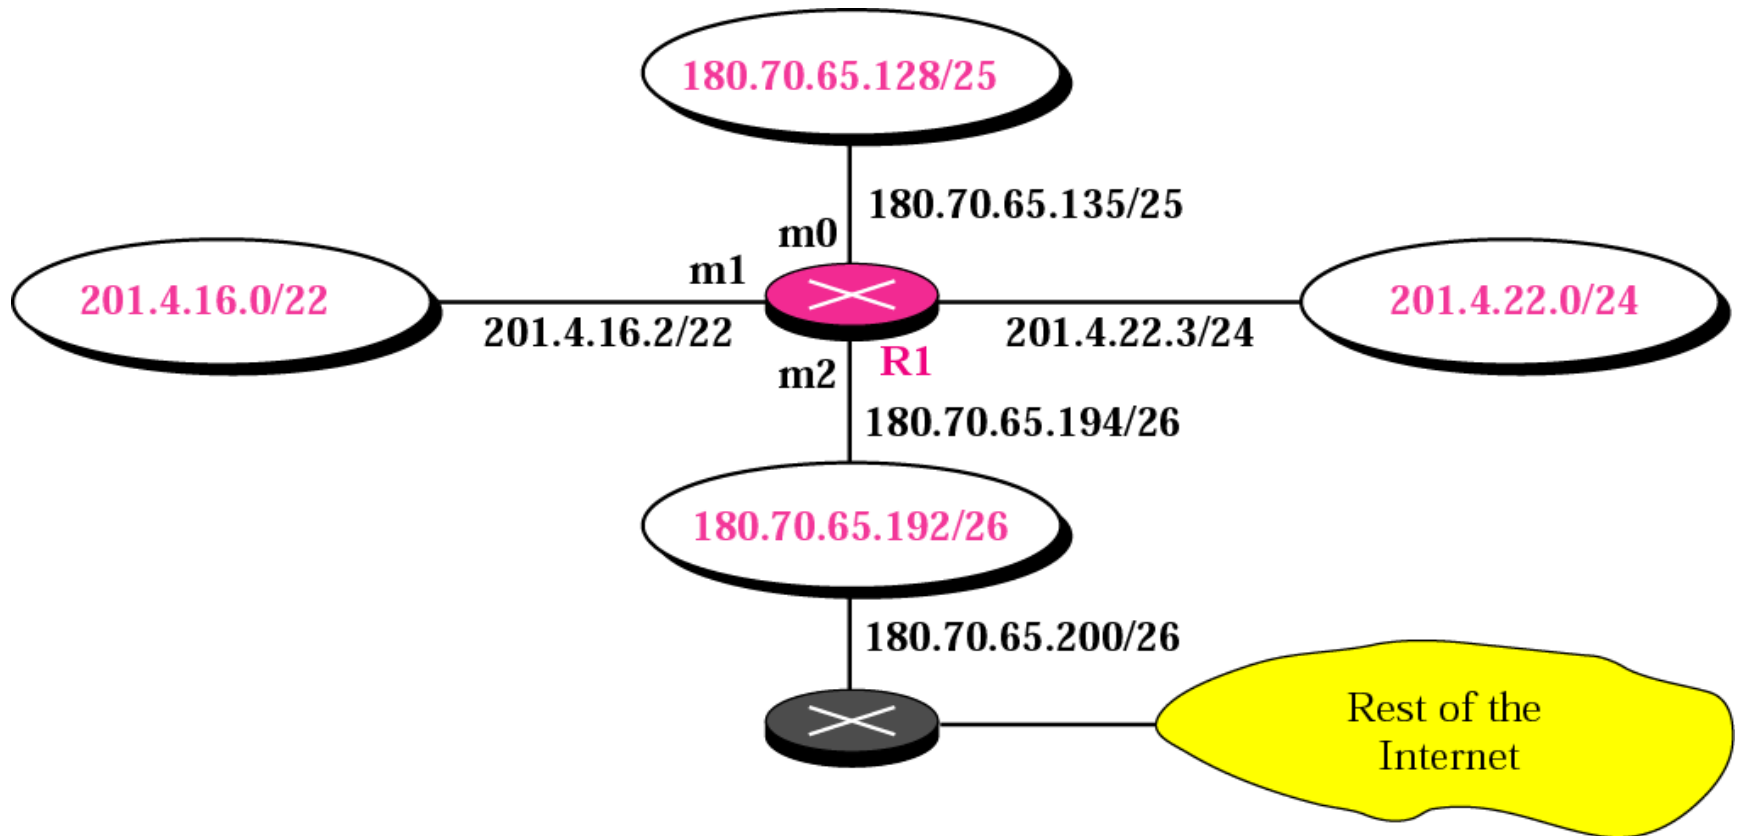 180.70.65.128/25
180.70.65.135/25
m0
m1
201.4.16.0/22
201.4.22.0/24
201.4.16.2/22
201.4.22.3/24
R1
m2
180.70.65.194/26
180.70.65.192/26
180.70.65.200/26
Rest of the
Internet